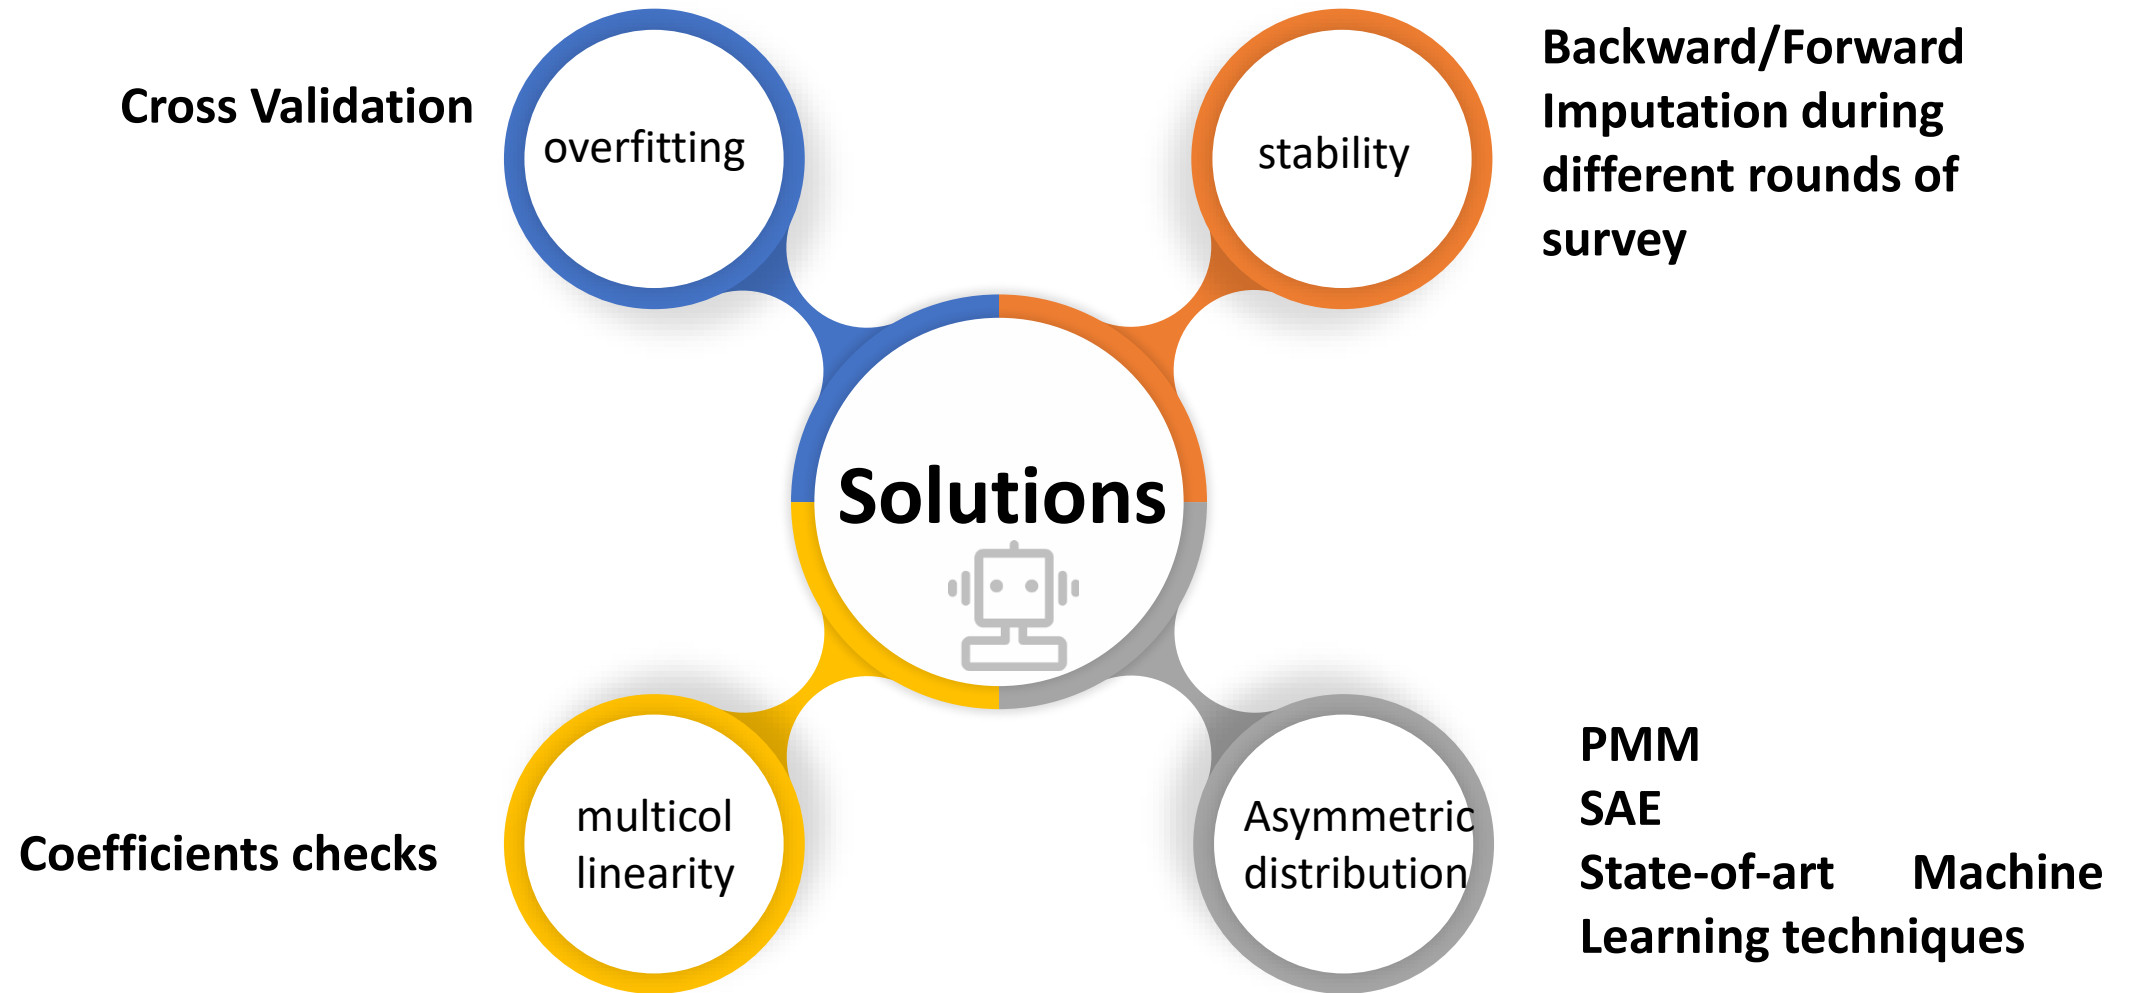 Cross Validation
overfitting
stability
Backward/Forward
Imputation during
different rounds of
survey
Solutions
Coefficients checks
multicol
linearity
Asymmetric
distribution
PMM
SAE
State-of-art Machine
Learning techniques